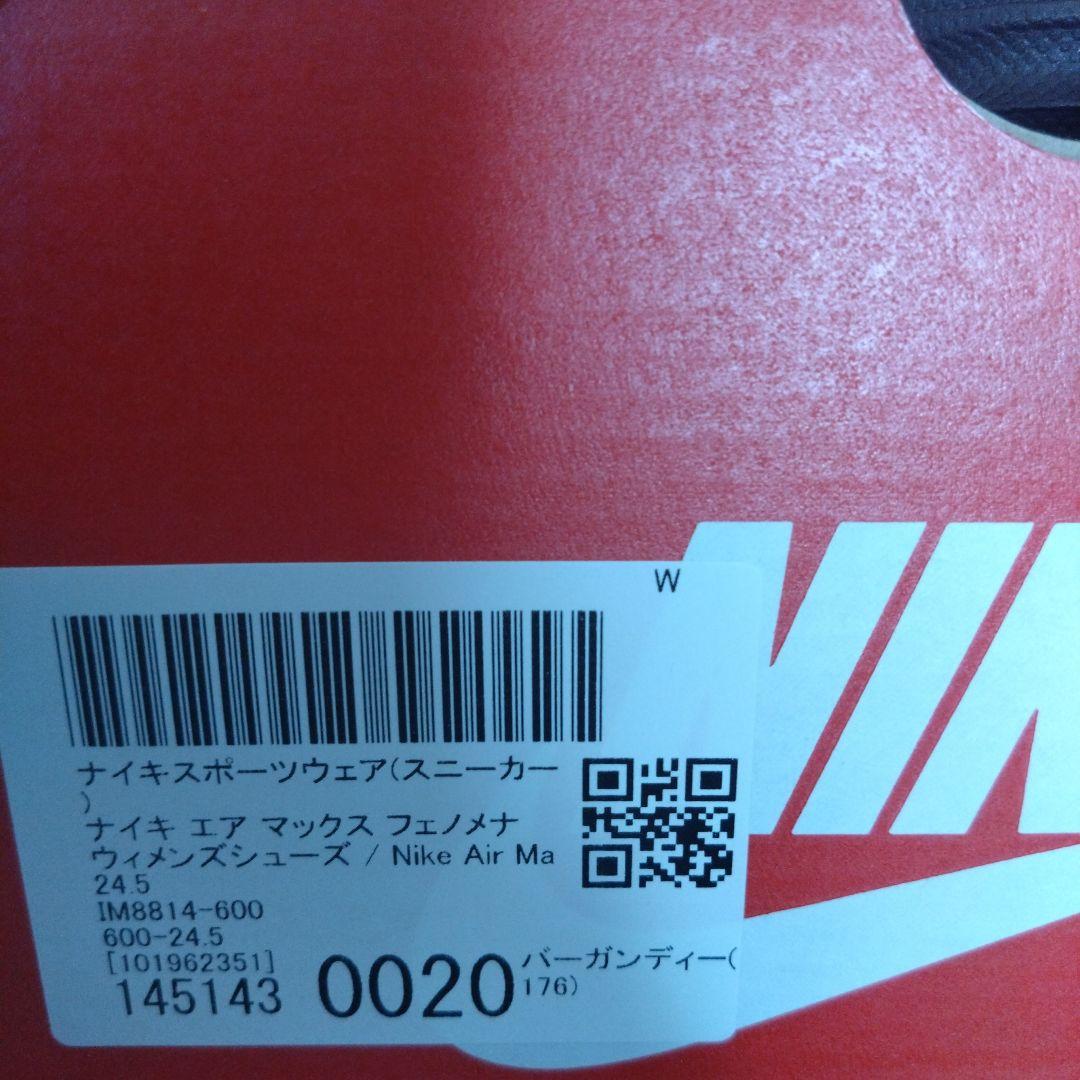 W
NIK
ナイキスポーツウェア(スニーカー
)
ナイキ エア マックス フェノメナ
ウィメンズシューズ / Nike Air Ma
24.5
IM8814-600
600-24.5
[101962351]
145143 0020 バーガンディー(
176)